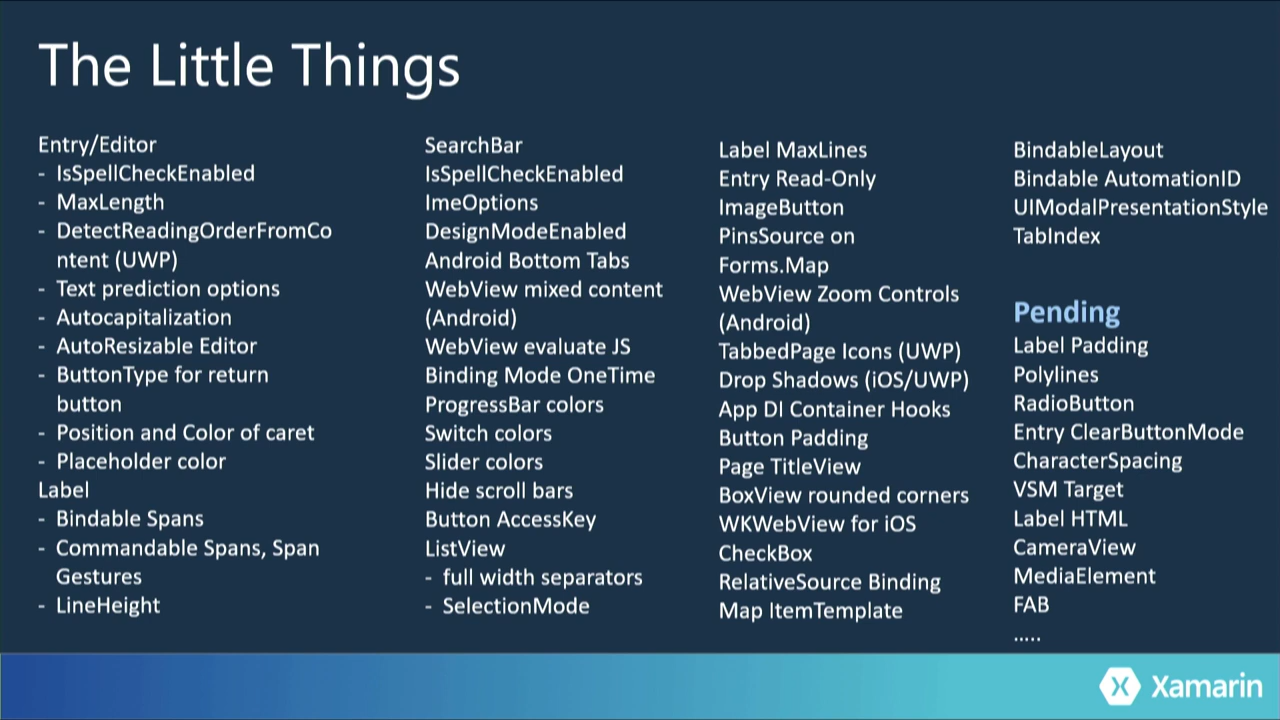 The Little Things
Entry/Editor
- IsSpellCheckEnabled
- MaxLength
- DetectReadingOrderFromCo
ntent (UWP)
- Text prediction options
- Autocapitalization
- AutoResizable Editor
- ButtonType for return
button
- Position and Color of caret
- Placeholder color
Label
- Bindable Spans
- Commandable Spans, Span
Gestures
- LineHeight
SearchBar
IsSpellCheckEnabled
ImeOptions
DesignModeEnabled
Android Bottom Tabs
WebView mixed content
(Android)
WebView evaluate JS
Binding Mode OneTime
ProgressBar colors
Switch colors
Slider colors
Hide scroll bars
Button AccessKey
ListView
- full width separators
- SelectionMode
Label MaxLines
Entry Read-Only
ImageButton
PinsSource on
Forms.Map
WebView Zoom Controls
(Android)
TabbedPage Icons (UWP)
Drop Shadows (iOS/UWP)
App DI Container Hooks
Button Padding
Page TitleView
BoxView rounded corners
WKWebView for iOS
CheckBox
RelativeSource Binding
Map ItemTemplate
BindableLayout
Bindable AutomationID
UIModalPresentationStyle
TabIndex
Pending
Label Padding
Polylines
RadioButton
Entry ClearButtonMode
CharacterSpacing
VSM Target
Label HTML
CameraView
MediaElement
FAB
.....
Xamarin